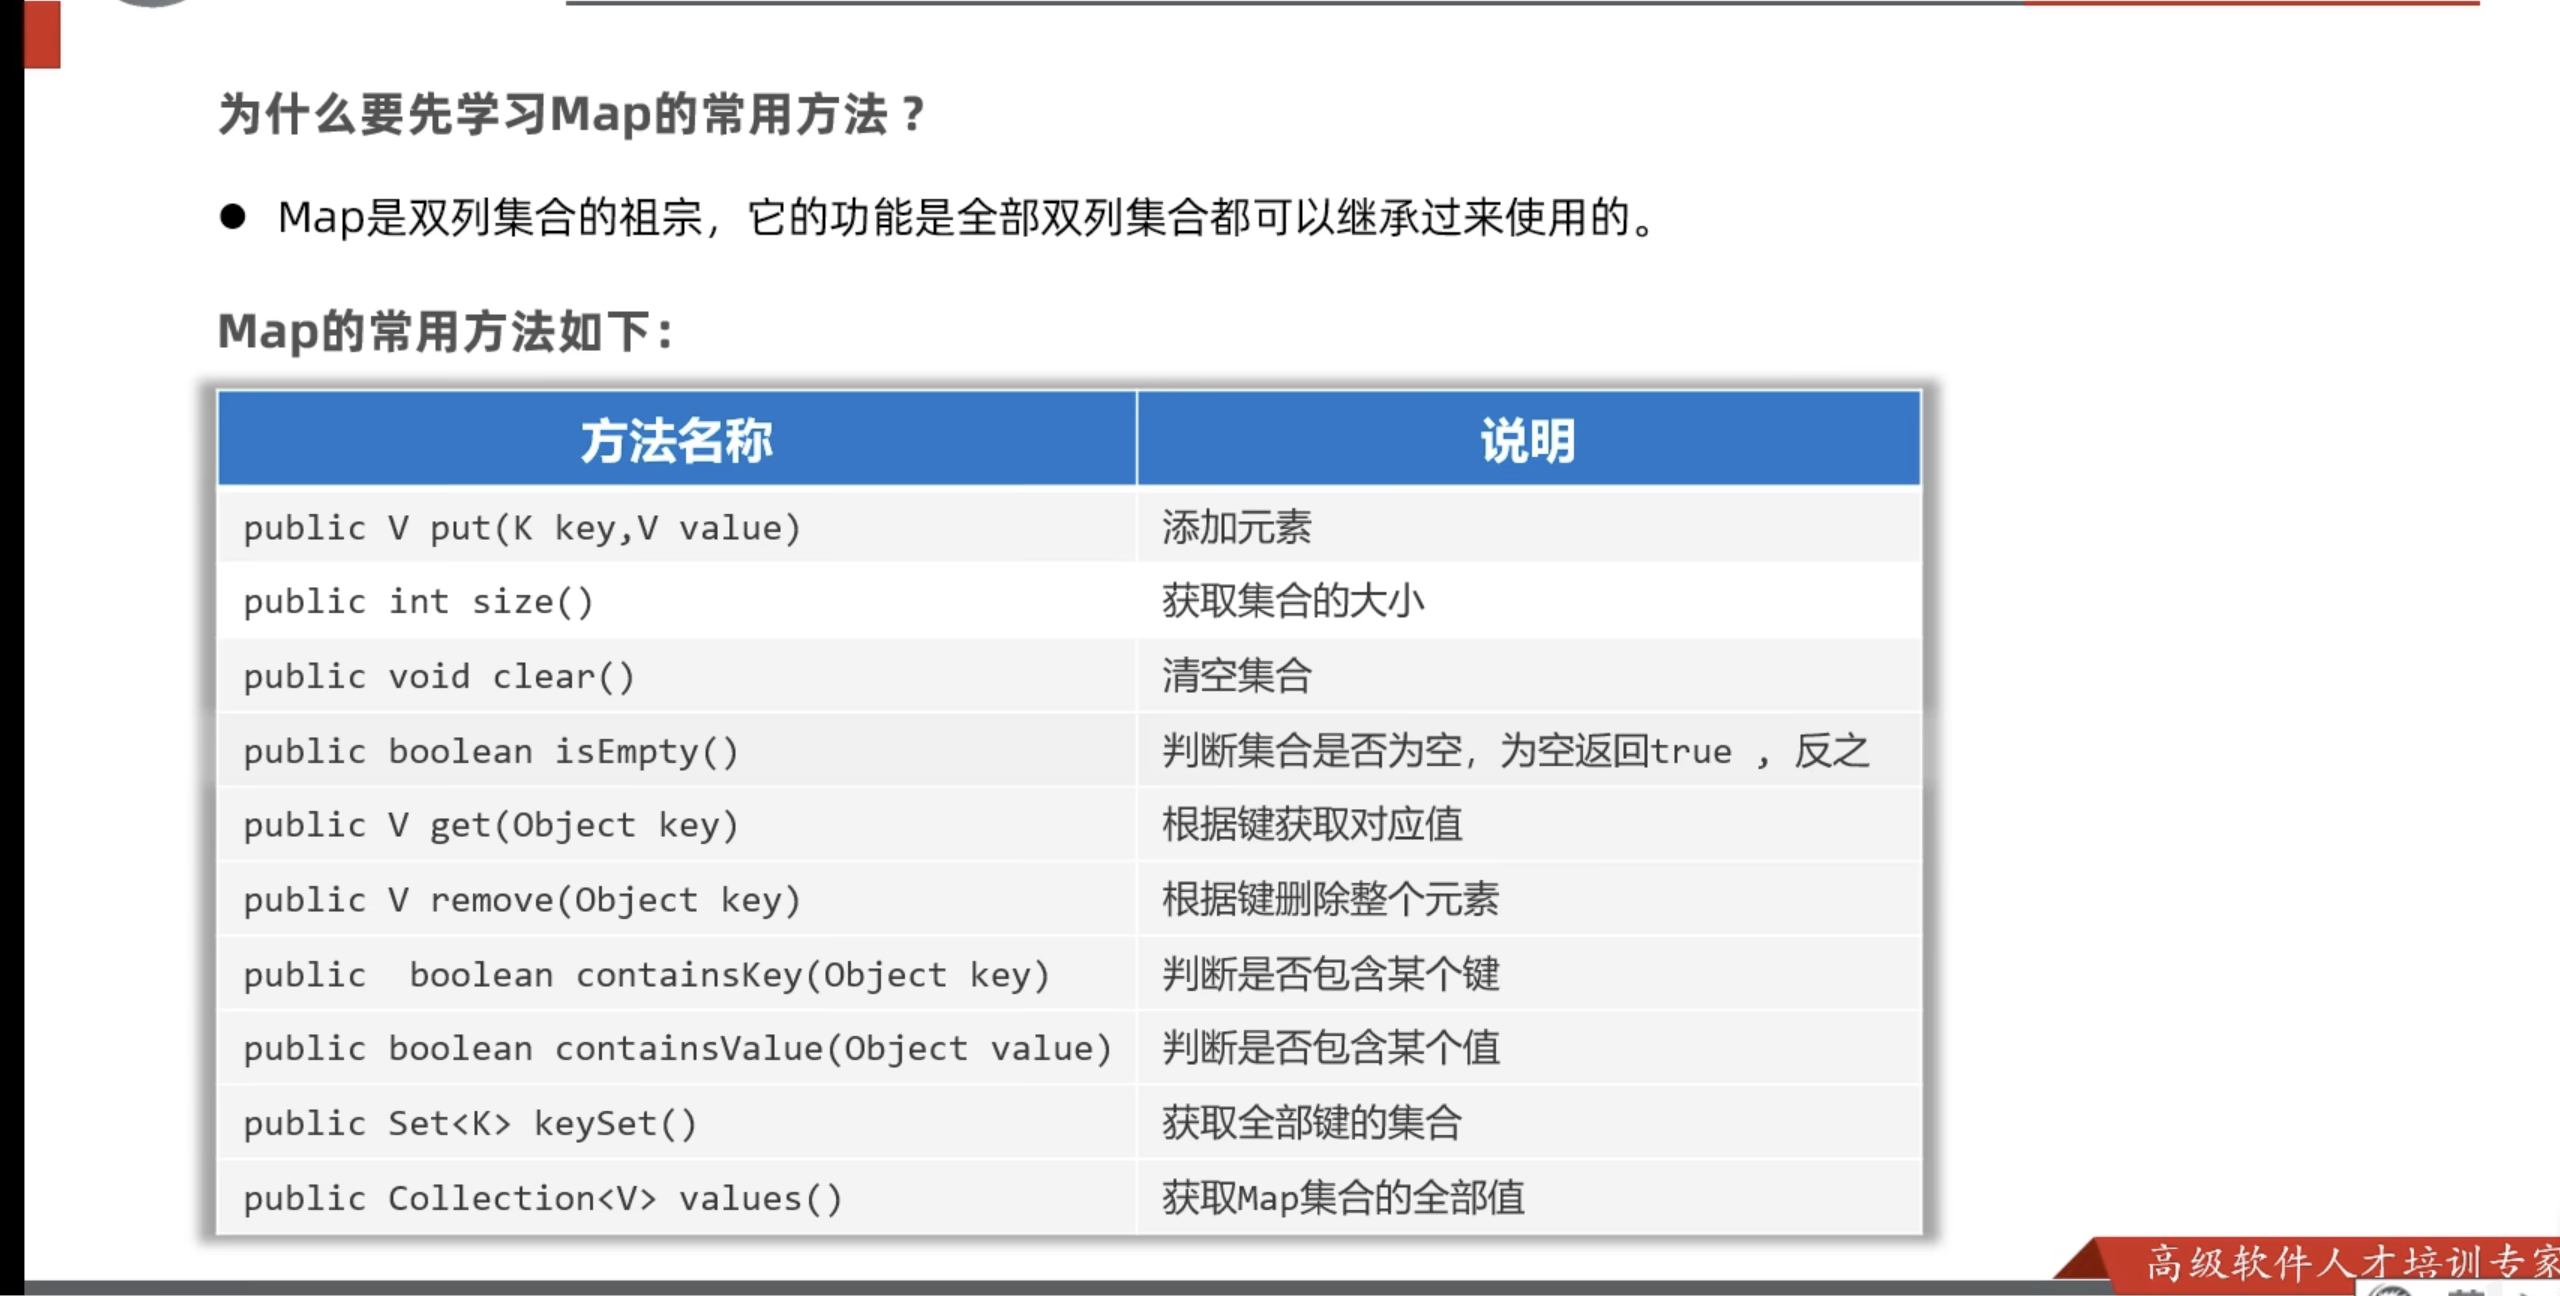 为什么要先学习Map的常用方法？
● Map是双列集合的祖宗，它的功能是全部双列集合都可以继承过来使用的。
Map的常用方法如下：
方法名称 说明
public V put(K key,V value) 添加元素
public int size() 获取集合的大小
public void clear() 清空集合
public boolean isEmpty() 判断集合是否为空，为空返回true ，反之
public V get(Object key) 根据键获取对应值
public V remove(Object key) 根据键删除整个元素
public  boolean containsKey(Object key) 判断是否包含某个键
public boolean containsValue(Object value) 判断是否包含某个值
public Set<K> keySet() 获取全部键的集合
public Collection<V> values() 获取Map集合的全部值
高级软件人才培训专家